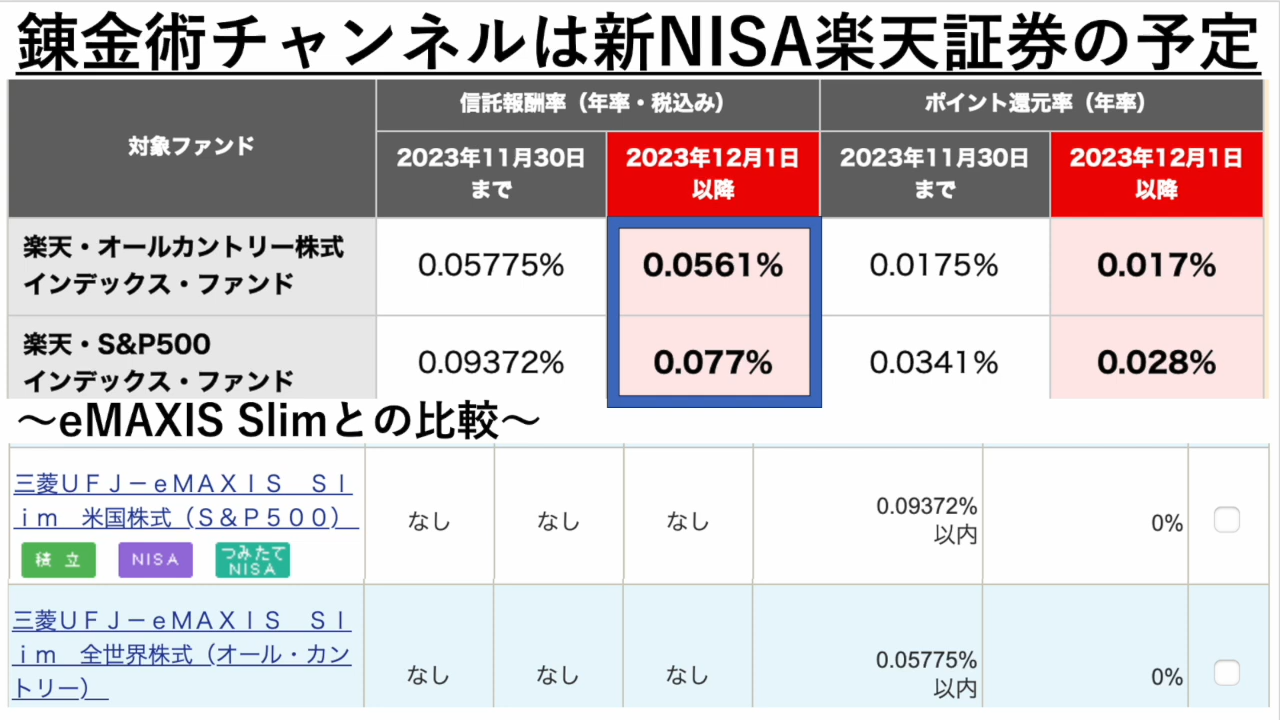 錬金術チャンネルは新NISA楽天証券の予定
対象ファンド
信託報酬率（年率・税込み）
ポイント還元率（年率）
2023年11月30日
まで
2023年12月1日
以降
2023年11月30日
まで
2023年12月1日
以降
楽天・オールカントリー株式
インデックス・ファンド
0.05775%
0.0561%
0.0175%
0.017%
楽天・S&P500
インデックス・ファンド
0.09372%
0.077%
0.0341%
0.028%
～eMAXIS Slimとの比較～
三菱ＵＦＪ－ｅＭＡＸＩＳ　Ｓｌ
ｉｍ　米国株式（Ｓ＆Ｐ５００）
積 立
NISA
つみたて
NISA
なし
なし
なし
0.09372%
以内
0%
三菱ＵＦＪ－ｅＭＡＸＩＳ　Ｓｌ
ｉｍ　全世界株式（オール・カン
トリー）
なし
なし
なし
0.05775%
以内
0%